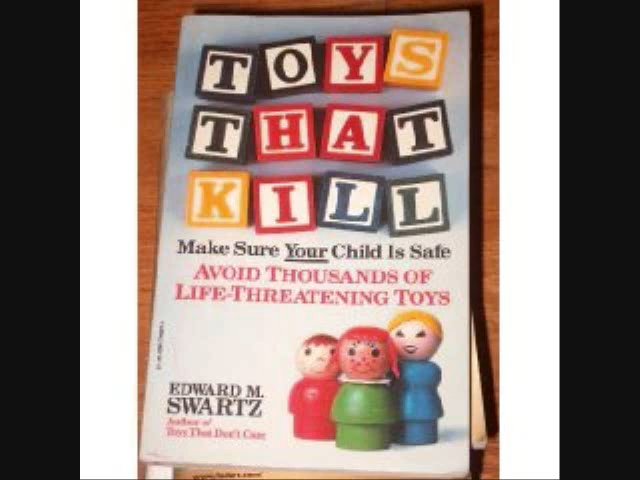 TOYS
THAT
KILL
Make Sure Your Child Is Safe
AVOID THOUSANDS OF
LIFE-THREATENING TOYS
EDWARD M.
SWARTZ
Author of
Toys That Don't Care